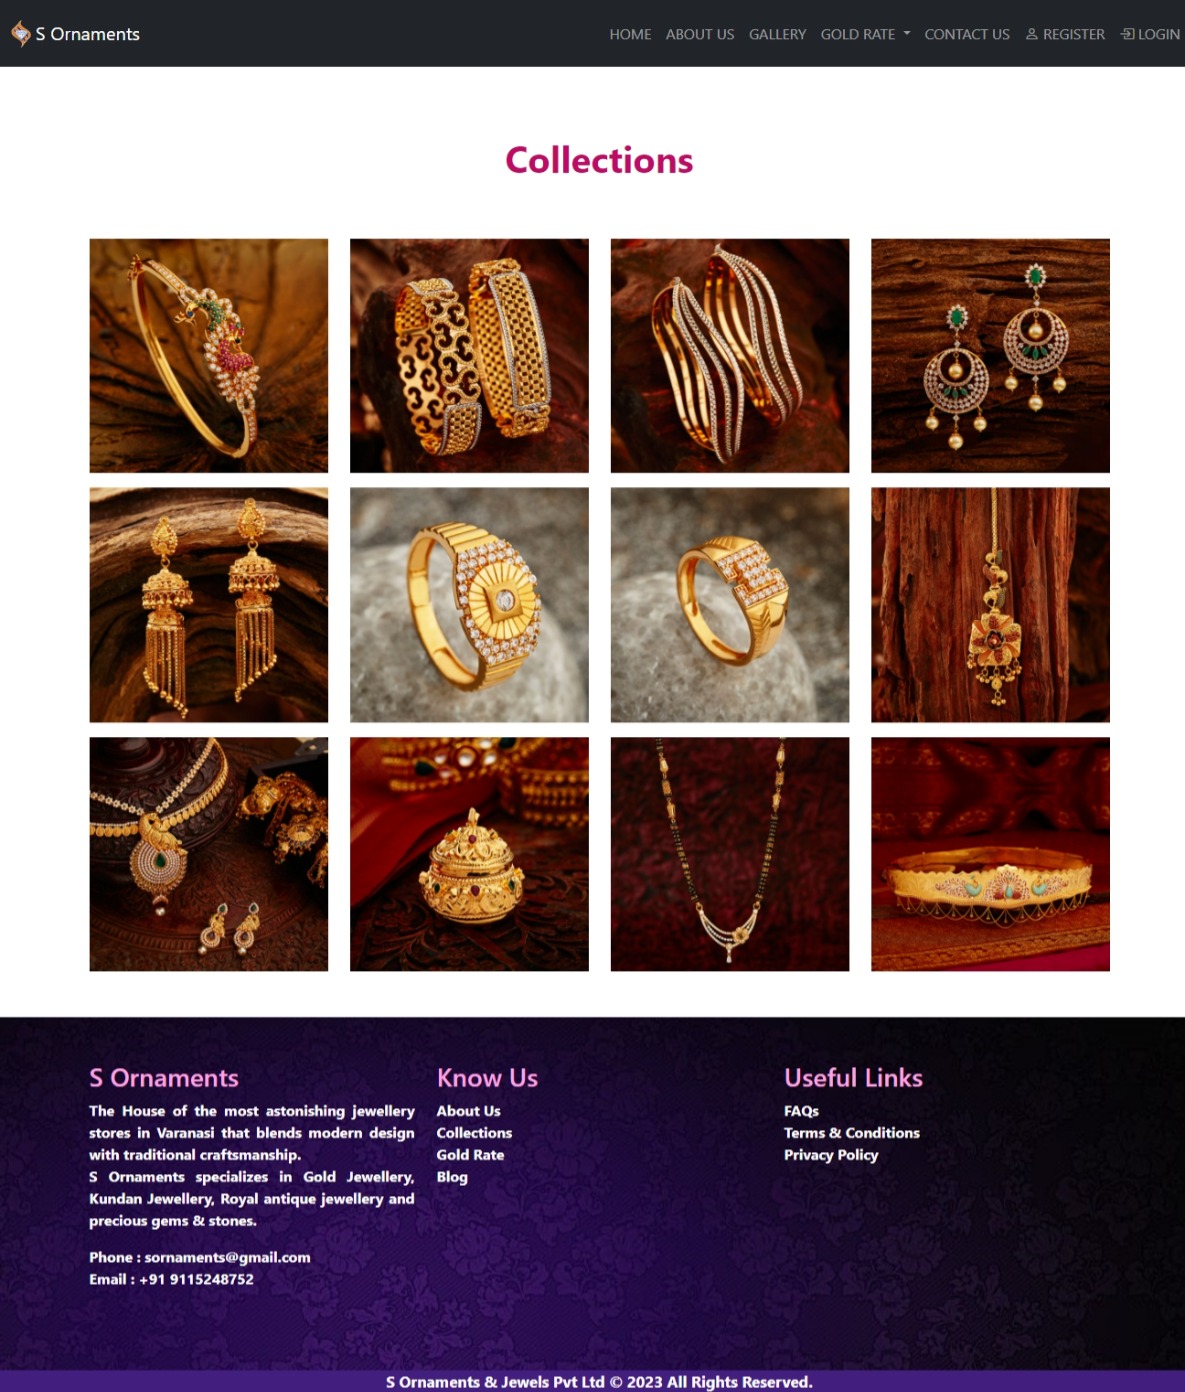 S Ornaments
HOME ABOUT US GALLERY GOLD RATE CONTACT US REGISTER LOGIN
Collections
S Ornaments
The House of the most astonishing jewellery
stores in Varanasi that blends modern design
with traditional craftsmanship.
S Ornaments specializes in Gold Jewellery,
Kundan Jewellery, Royal antique jewellery and
precious gems & stones.
Phone : sornaments@gmail.com
Email : +91 9115248752
Know Us
About Us
Collections
Gold Rate
Blog
Useful Links
FAQs
Terms & Conditions
Privacy Policy
S Ornaments & Jewels Pvt Ltd © 2023 All Rights Reserved.